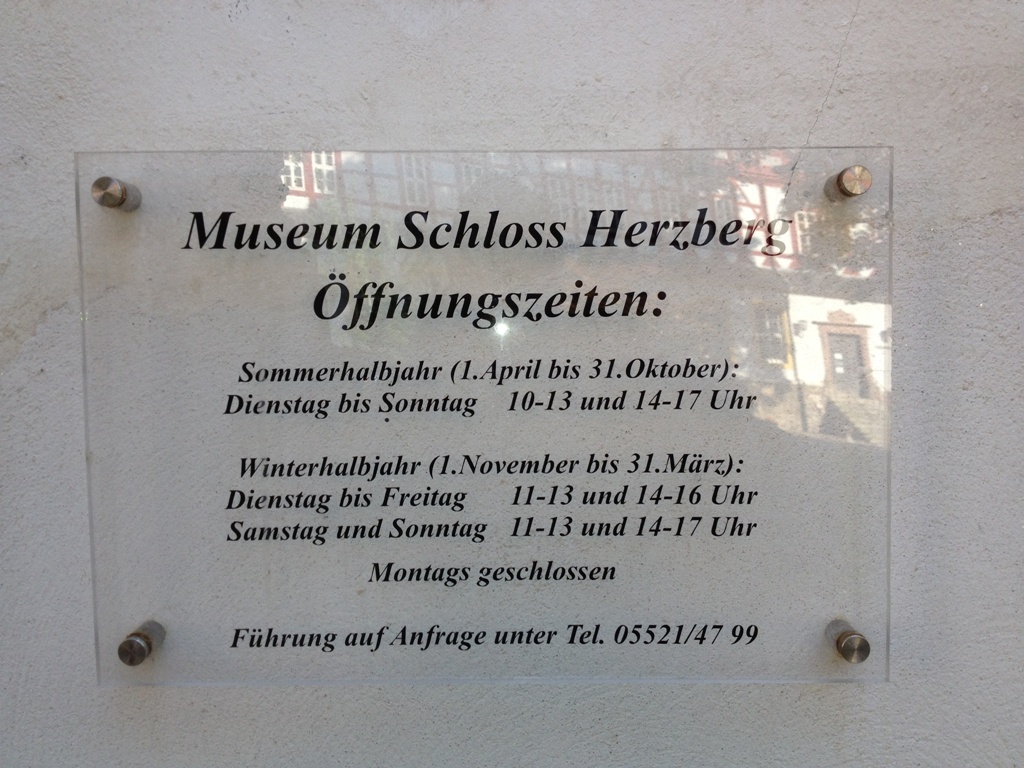 Museum Schloss Herzberg
Öffnungszeiten:
Sommerhalbjahr (1.April bis 31.Oktober):
Dienstag bis Sonntag 10-13 und 14-17 Uhr
Winterhalbjahr (1.November bis 31.März):
Dienstag bis Freitag 11-13 und 14-16 Uhr
Samstag und Sonntag 11-13 und 14-17 Uhr
Montags geschlossen
Führung auf Anfrage unter Tel. 05521/47 99